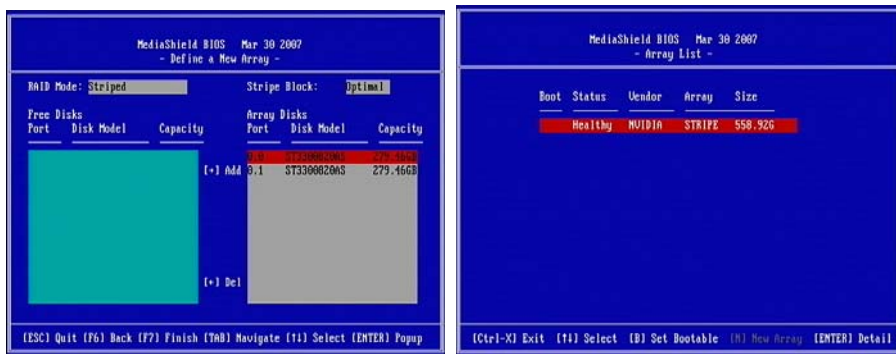 MediaShield BIOS Mar 30 2007
- Define a New Array -
RAID Mode: Striped Stripe Block: Optimal
Free Disks Array Disks
Port Disk Model Capacity Port Disk Model Capacity
0.0 ST3300820AS 279.46GB
[→] Add 0.1 ST3300820AS 279.46GB
[←] Del
[ESC] Quit [F6] Back [F7] Finish [TAB] Navigate [↑↓] Select [ENTER] Popup
MediaShield BIOS Mar 30 2007
- Array List -
Boot Status Vendor Array Size
Healthy NVIDIA STRIPE 558.92G
[Ctrl-X] Exit [↑↓] Select [B] Set Bootable [N] New Array [ENTER] Detail